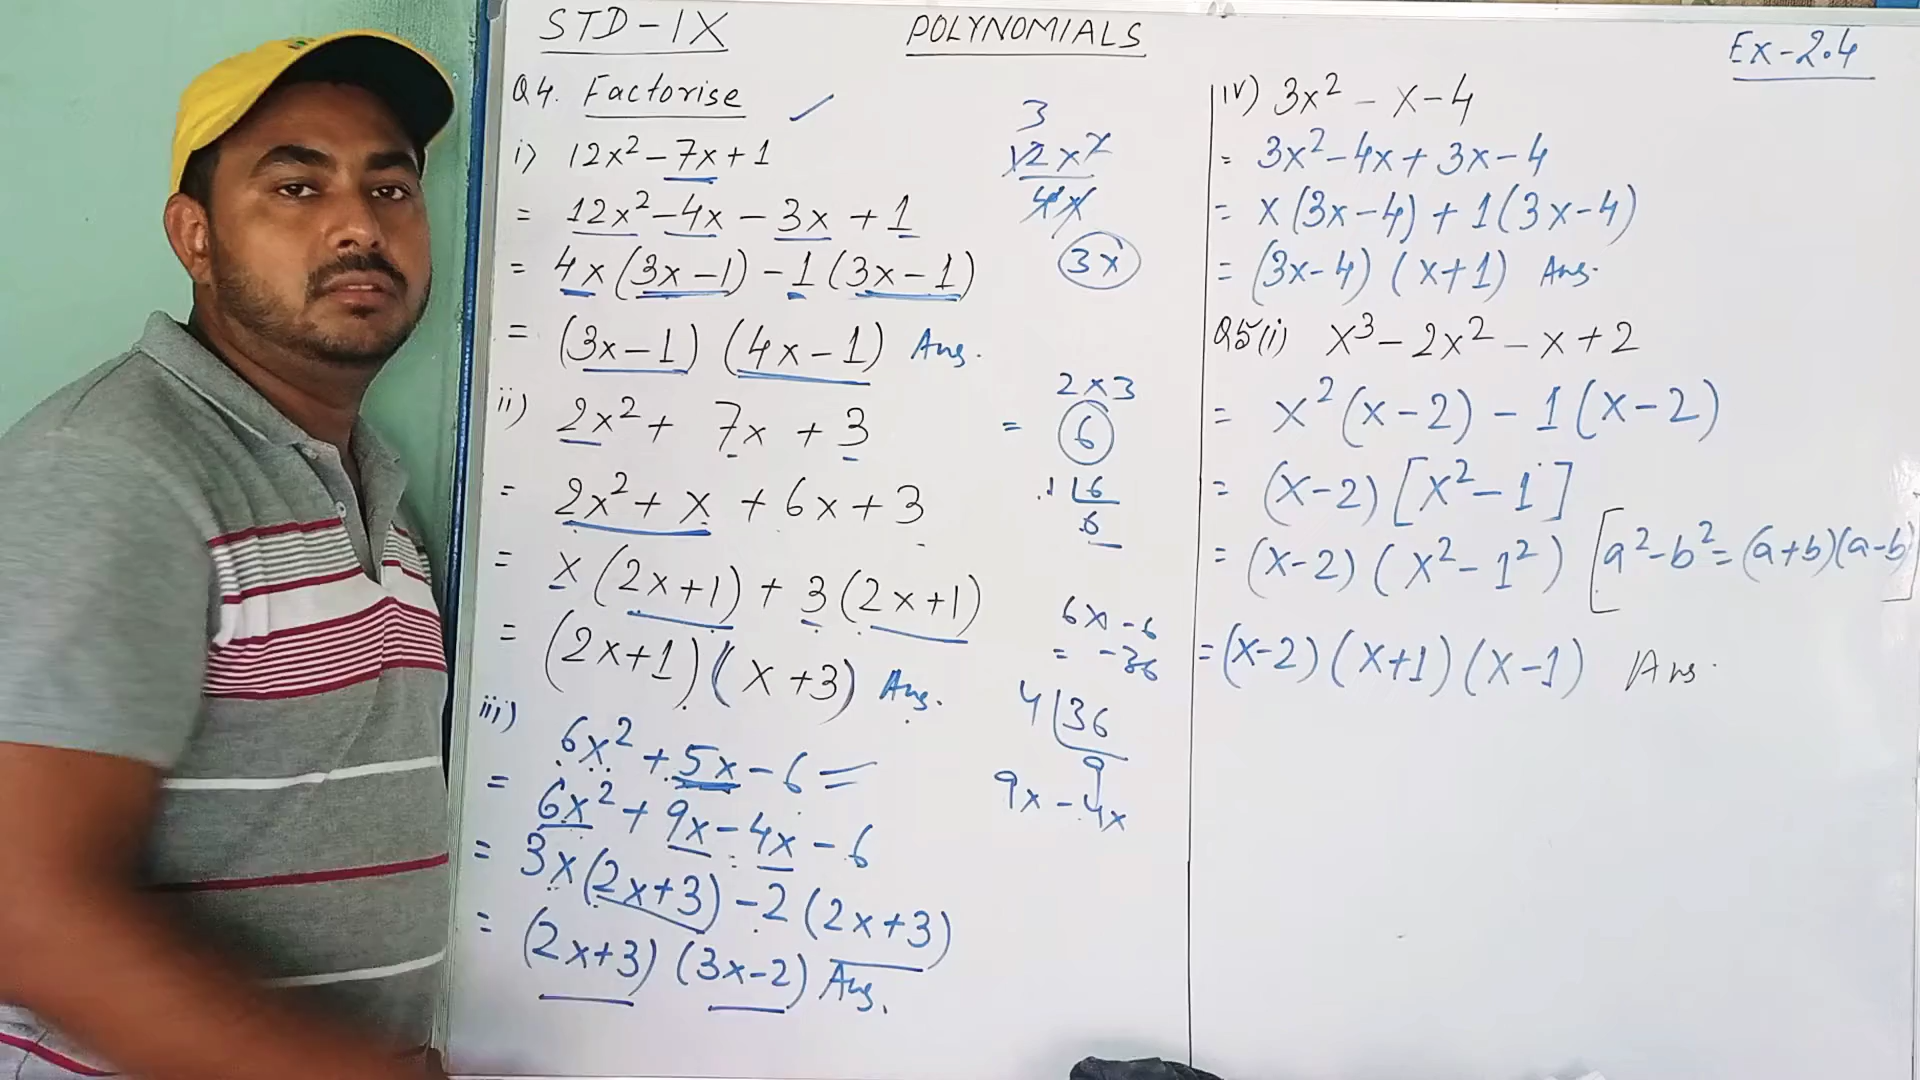 STD-IX
POLYNOMIALS
Ex-2.4
Q4. Factorise ✓
i) 12x² - 7x + 1
= 12x² - 4x - 3x + 1
= 4x (3x - 1) - 1 (3x - 1)
= (3x - 1) (4x - 1) Ans.
ii) 2x² + 7x + 3
= 2x² + x + 6x + 3
= x (2x+1) + 3 (2x+1)
= (2x+1) (x+3) Ans.
iii) 6x² + 5x - 6 =
= 6x² + 9x - 4x - 6
= 3x (2x+3) - 2 (2x+3)
= (2x+3) (3x-2) Ans.
3
12x²
4x
3x
2×3
= 6
1 6
6
6x-6
= -36
4 36
9
9x - 4x
iv) 3x² - x - 4
= 3x² - 4x + 3x - 4
= x (3x-4) + 1 (3x-4)
= (3x-4) (x+1) Ans.
Q5(i) x³ - 2x² - x + 2
= x² (x-2) - 1 (x-2)
= (x-2) [x² - 1]
= (x-2) (x² - 1²) [a² - b² = (a+b)(a-b)]
= (x-2) (x+1) (x-1) Ans.